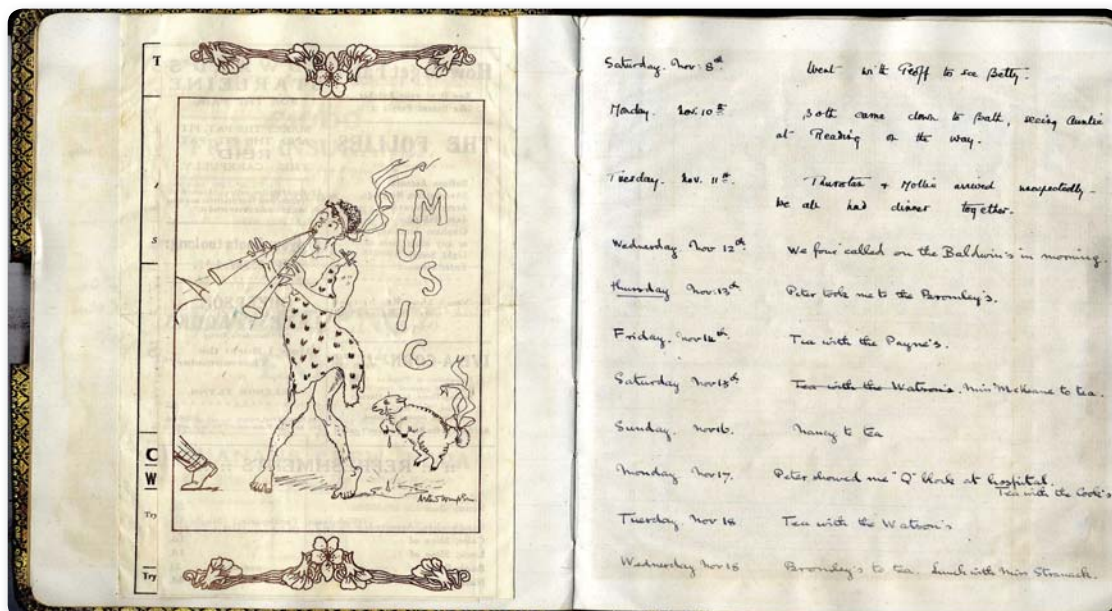 T
S
C
W
Try
Try
MUSIC
Saturday. Nov. 8th Went with Geoff to see Betty.
Monday. Nov. 10th Both came down to Bath, seeing Auntie
at Reading on the way.
Tuesday. Nov. 11th. Thurstan & Mollie arrived unexpectedly –
We all had dinner together.
Wednesday. Nov 12th We four called on the Baldwin's in morning.
Thursday Nov. 13th Peter took me to the Bromley's.
Friday. Nov 14th. Tea with the Payne's.
Saturday Nov 15th Tea with the Watson's. Miss to tea.
Sunday. Nov 16. Nancy to tea
Monday. Nov 17. Peter showed me "Q" block at hospital.
Tea with the Cook's
Tuesday. Nov 18 Tea with the Watson's
Wednesday Nov 18 Bromley's to tea. Lunch with Miss Stranack.